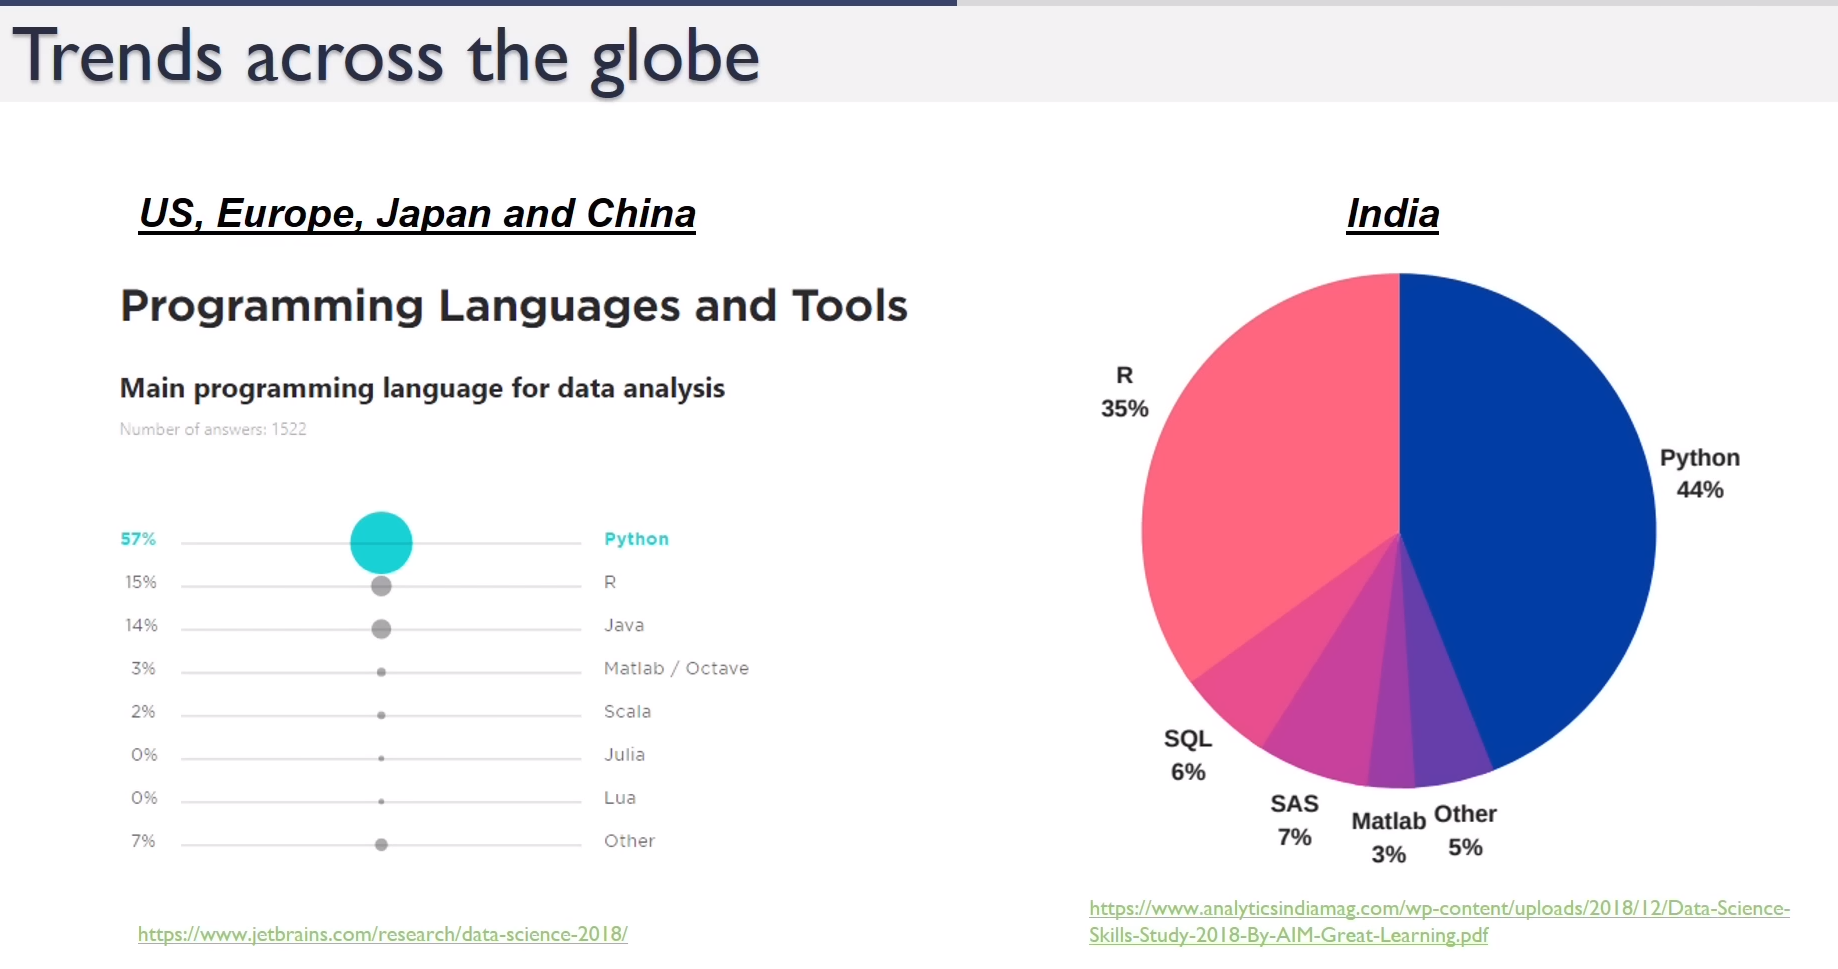 Trends across the globe
US, Europe, Japan and China
Programming Languages and Tools
Main programming language for data analysis
Number of answers: 1522
57% Python
15% R
14% Java
3% Matlab / Octave
2% Scala
0% Julia
0% Lua
7% Other
https://www.jetbrains.com/research/data-science-2018/
India
R
35%
Python
44%
SQL
6%
SAS
7%
Matlab
3%
Other
5%
https://www.analyticsindiamag.com/wp-content/uploads/2018/12/Data-Science-
Skills-Study-2018-By-AIM-Great-Learning.pdf